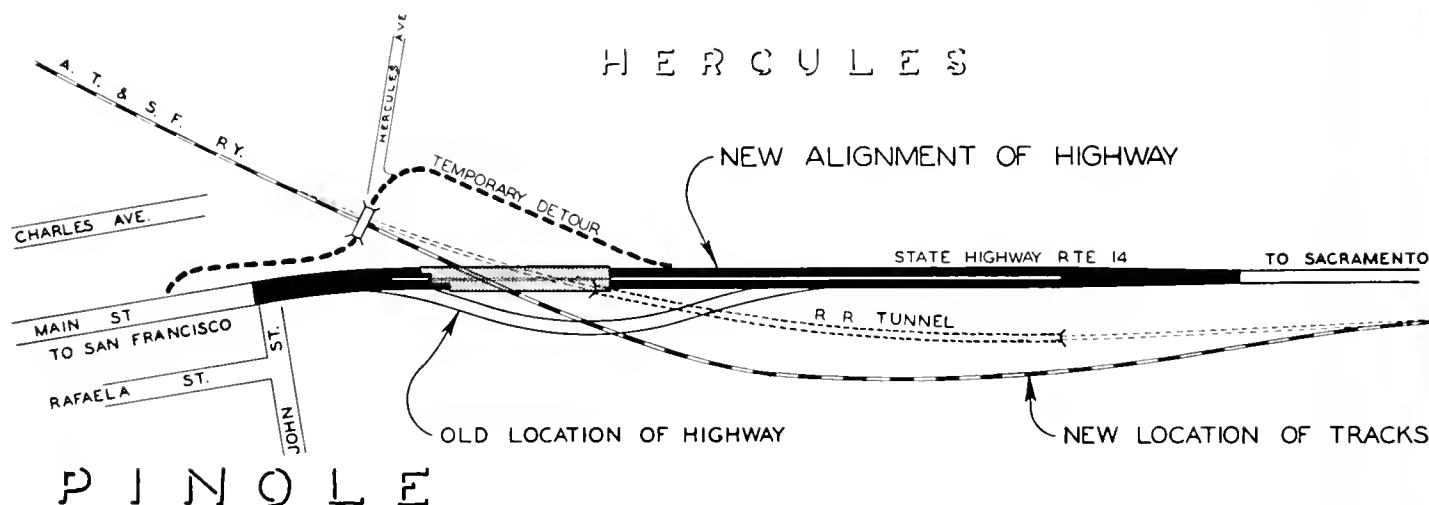 HERCULES AVE
HERCULES
A. T. & S. F. RY.
HERCULES
NEW ALIGNMENT OF HIGHWAY
TEMPORARY DETOUR
CHARLES AVE.
STATE HIGHWAY RTE 14
TO SACRAMENTO
MAIN ST
TO SAN FRANCISCO
R R TUNNEL
RAFAELA ST.
JOHN ST.
OLD LOCATION OF HIGHWAY
NEW LOCATION OF TRACKS
PINOLE